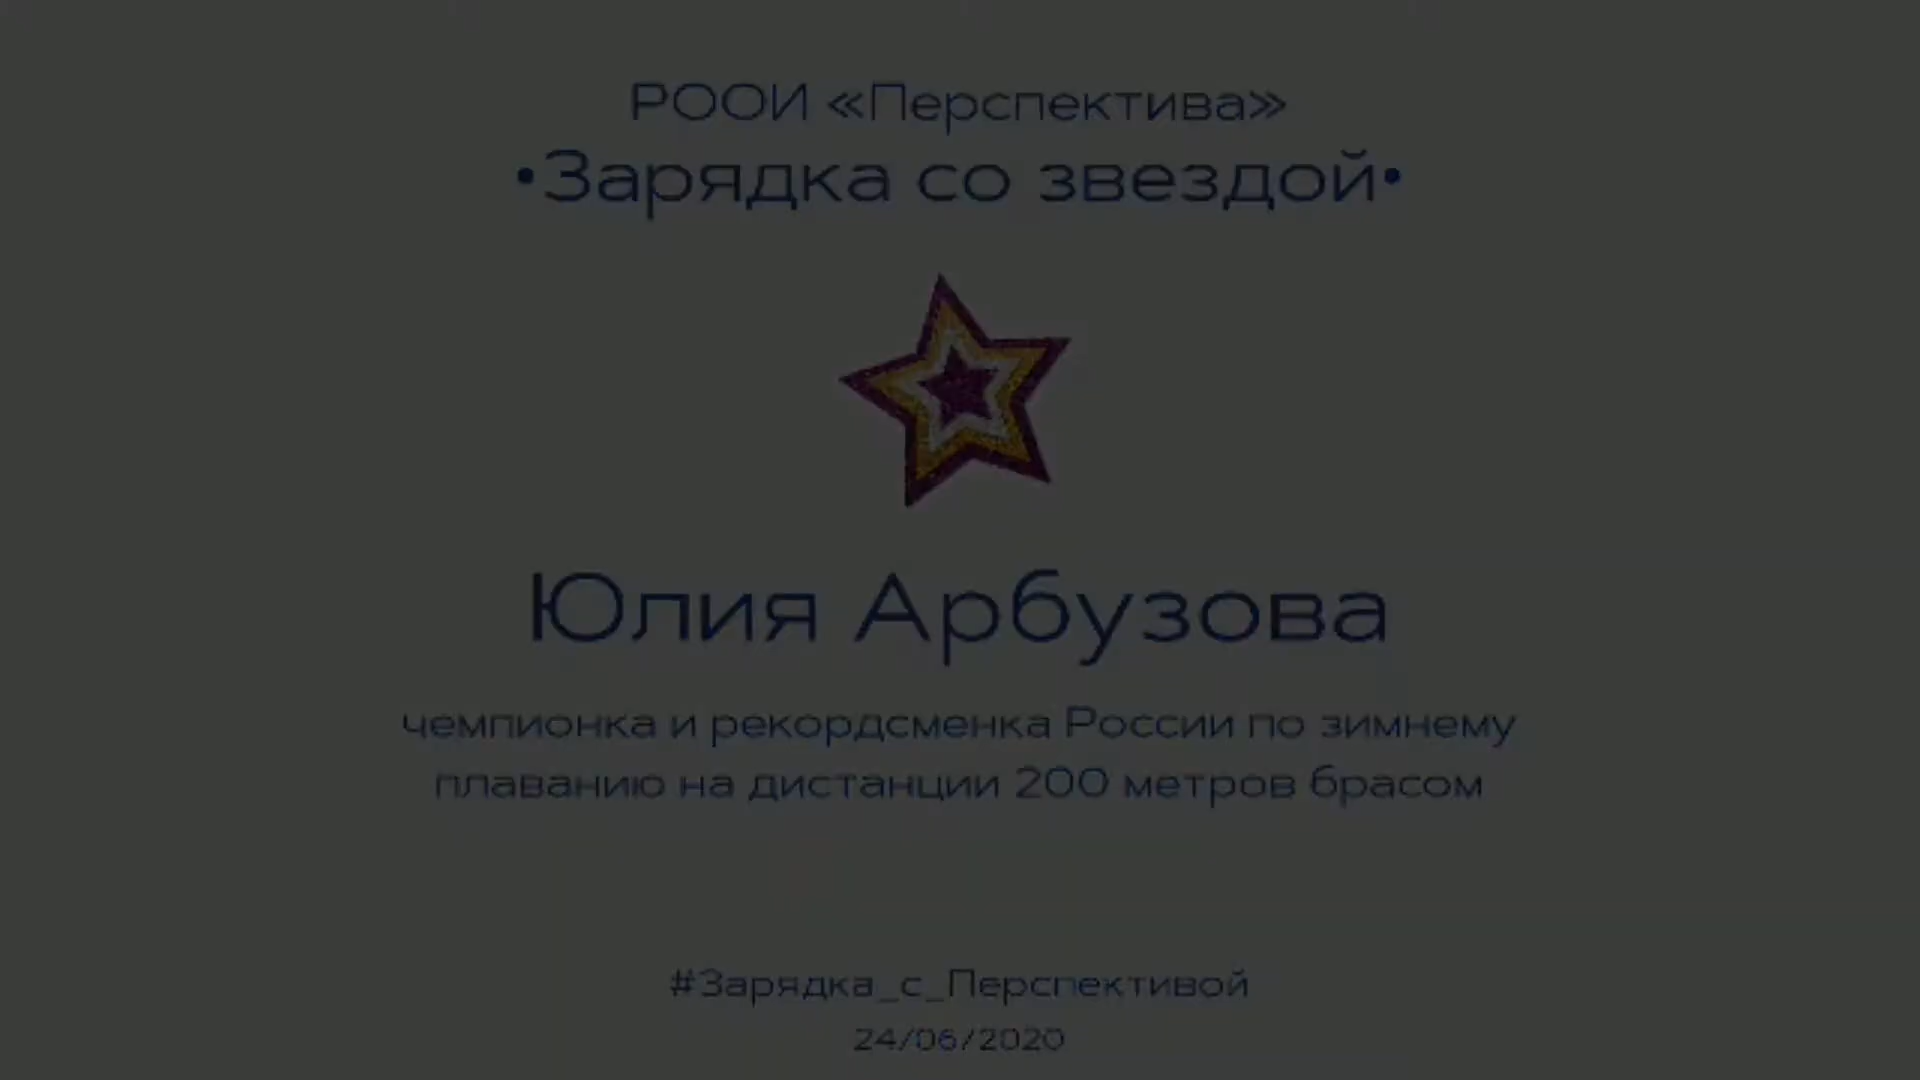 РООИ «Перспектива»
•Зарядка со звездой•
Юлия Арбузова
чемпионка и рекордсменка России по зимнему
плаванию на дистанции 200 метров брасом
#Зарядка_с_Перспективой
24/06/2020